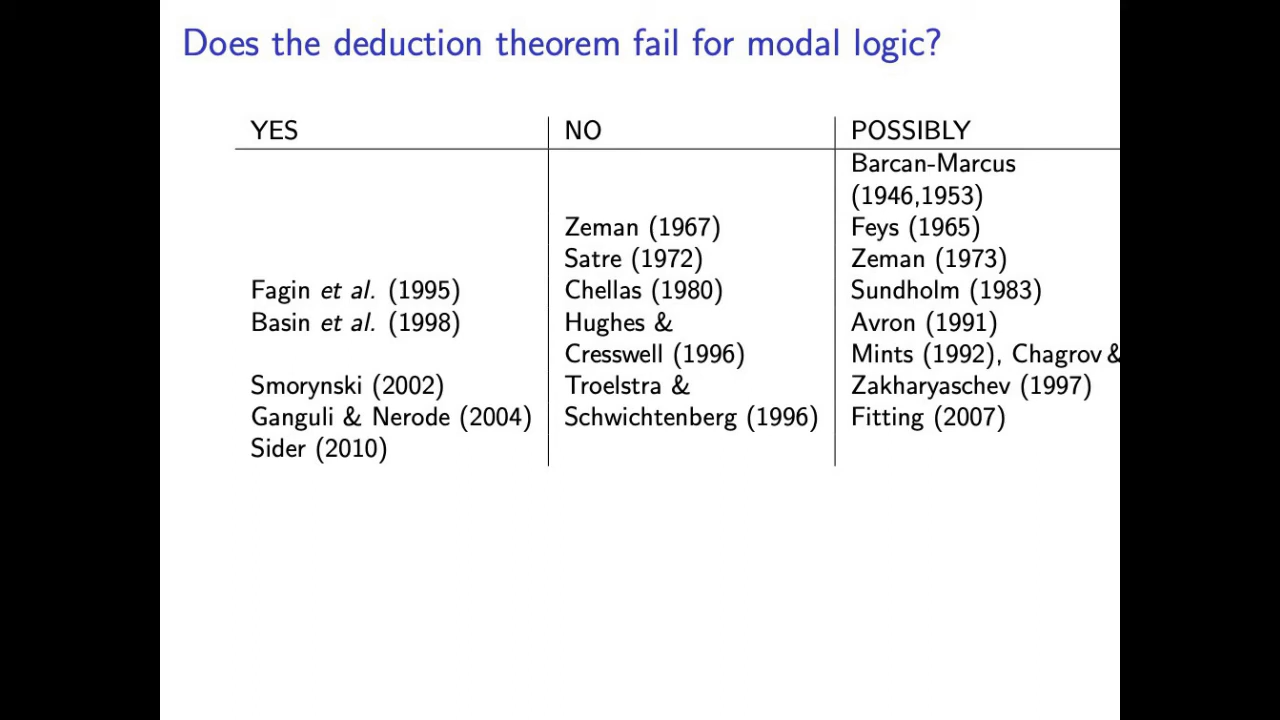 Does the deduction theorem fail for modal logic?
YES NO POSSIBLY
Barcan-Marcus
(1946,1953)
Zeman (1967) Feys (1965)
Satre (1972) Zeman (1973)
Fagin et al. (1995) Chellas (1980) Sundholm (1983)
Basin et al. (1998) Hughes & Avron (1991)
Cresswell (1996) Mints (1992), Chagrov &
Smorynski (2002) Troelstra & Zakharyaschev (1997)
Ganguli & Nerode (2004) Schwichtenberg (1996) Fitting (2007)
Sider (2010)